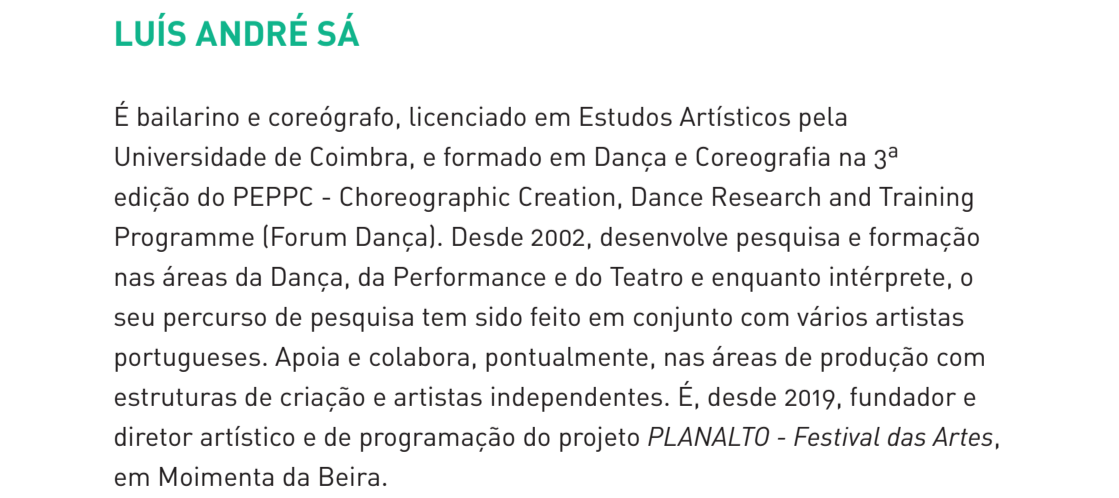 LUÍS ANDRÉ SÁ
É bailarino e coreógrafo, licenciado em Estudos Artísticos pela
Universidade de Coimbra, e formado em Dança e Coreografia na 3ª
edição do PEPPC - Choreographic Creation, Dance Research and Training
Programme (Forum Dança). Desde 2002, desenvolve pesquisa e formação
nas áreas da Dança, da Performance e do Teatro e enquanto intérprete, o
seu percurso de pesquisa tem sido feito em conjunto com vários artistas
portugueses. Apoia e colabora, pontualmente, nas áreas de produção com
estruturas de criação e artistas independentes. É, desde 2019, fundador e
diretor artístico e de programação do projeto PLANALTO - Festival das Artes,
em Moimenta da Beira.